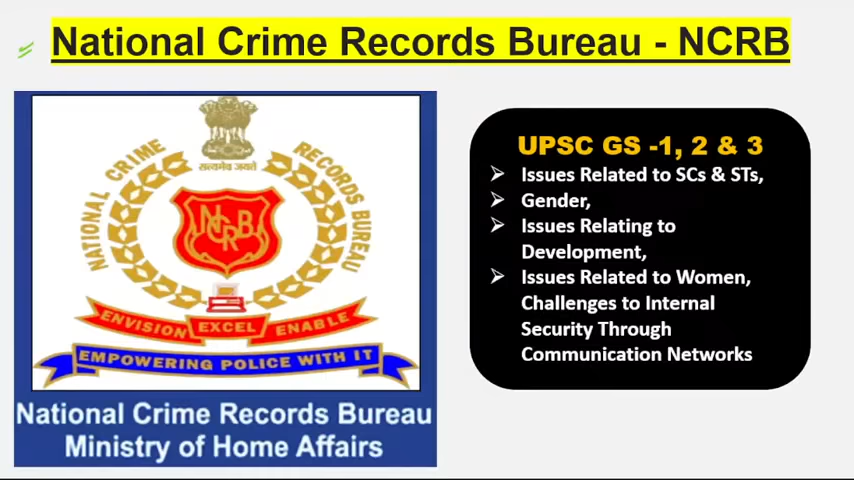 National Crime Records Bureau - NCRB
सत्यमेव जयते
NATIONAL CRIME RECORDS BUREAU
NCRB
ENVISION EXCEL ENABLE
EMPOWERING POLICE WITH IT
National Crime Records Bureau
Ministry of Home Affairs
UPSC GS -1, 2 & 3
Issues Related to SCs & STs,
Gender,
Issues Relating to
Development,
Issues Related to Women,
Challenges to Internal
Security Through
Communication Networks